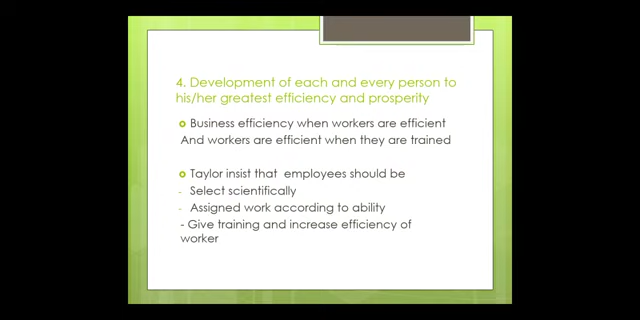 4. Development of each and every person to
his/her greatest efficiency and prosperity
Business efficiency when workers are efficient
And workers are efficient when they are trained
Taylor insist that employees should be
- Select scientifically
- Assigned work according to ability
- Give training and increase efficiency of
worker